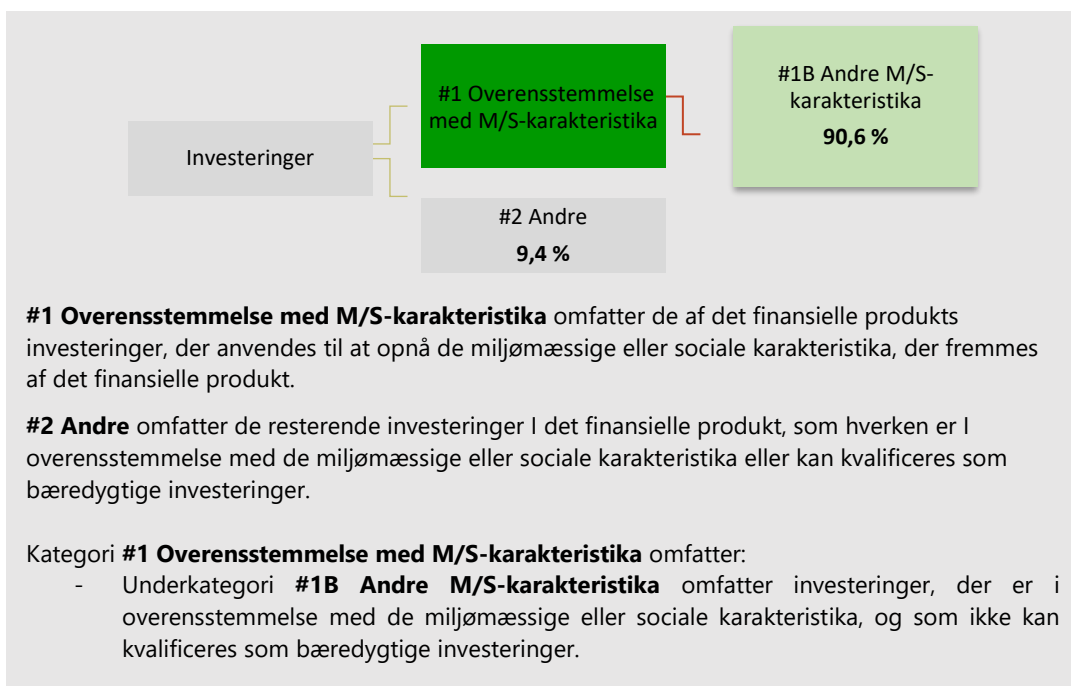 Investeringer
#1 Overensstemmelse
med M/S-karakteristika
#1B Andre M/S-
karakteristika
90,6 %
#2 Andre
9,4 %
#1 Overensstemmelse med M/S-karakteristika omfatter de af det finansielle produkts
investeringer, der anvendes til at opnå de miljømæssige eller sociale karakteristika, der fremmes
af det finansielle produkt.
#2 Andre omfatter de resterende investeringer I det finansielle produkt, som hverken er I
overensstemmelse med de miljømæssige eller sociale karakteristika eller kan kvalificeres som
bæredygtige investeringer.
Kategori #1 Overensstemmelse med M/S-karakteristika omfatter:
- Underkategori #1B Andre M/S-karakteristika omfatter investeringer, der er i
overensstemmelse med de miljømæssige eller sociale karakteristika, og som ikke kan
kvalificeres som bæredygtige investeringer.